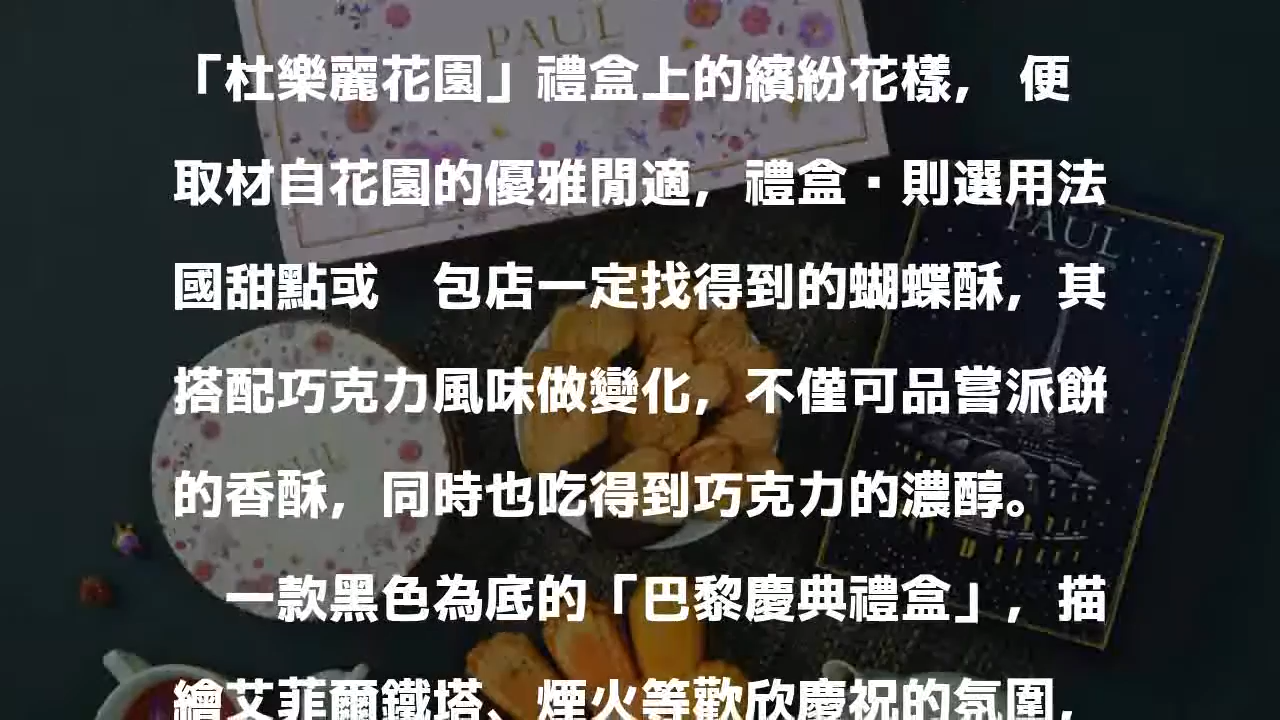 PAUL
「杜樂麗花園」禮盒上的繽紛花樣, 便
取材自花園的優雅閒適, 禮盒·則選用法
PAUL
國甜點或 包店一定找得到的蝴蝶酥, 其
搭配巧克力風味做變化, 不僅可品嘗派餅
PAUL
的香酥, 同時也吃得到巧克力的濃醇。
一款黑色為底的「巴黎慶典禮盒」, 描
繪艾菲爾鐵塔、煙火等歡欣慶祝的氛圍,